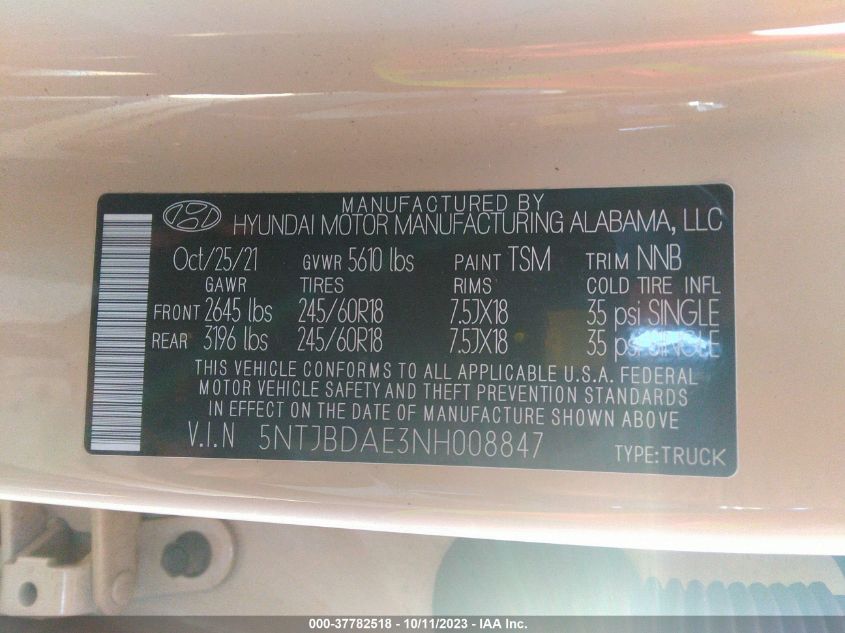 MANUFACTURED BY
HYUNDAI MOTOR MANUFACTURING ALABAMA, LLC
Oct/25/21 GVWR 5610 lbs PAINT TSM TRIM NNB
GAWR TIRES RIMS COLD TIRE INFL
FRONT 2645 lbs 245/60R18 7.5JX18 35 psi SINGLE
REAR 3196 lbs 245/60R18 7.5JX18 35 psi SINGLE
THIS VEHICLE CONFORMS TO ALL APPLICABLE U.S.A. FEDERAL
MOTOR VEHICLE SAFETY AND THEFT PREVENTION STANDARDS
IN EFFECT ON THE DATE OF MANUFACTURE SHOWN ABOVE
V.I.N 5NTJBDAE3NH008847 TYPE:TRUCK
000-37782518 - 10/11/2023 - IAA Inc.